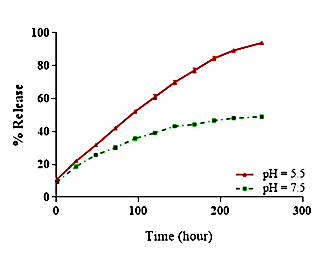 100
80
60
40
20
0
% Release
pH = 5.5
pH = 7.5
0 100 200 300
Time (hour)